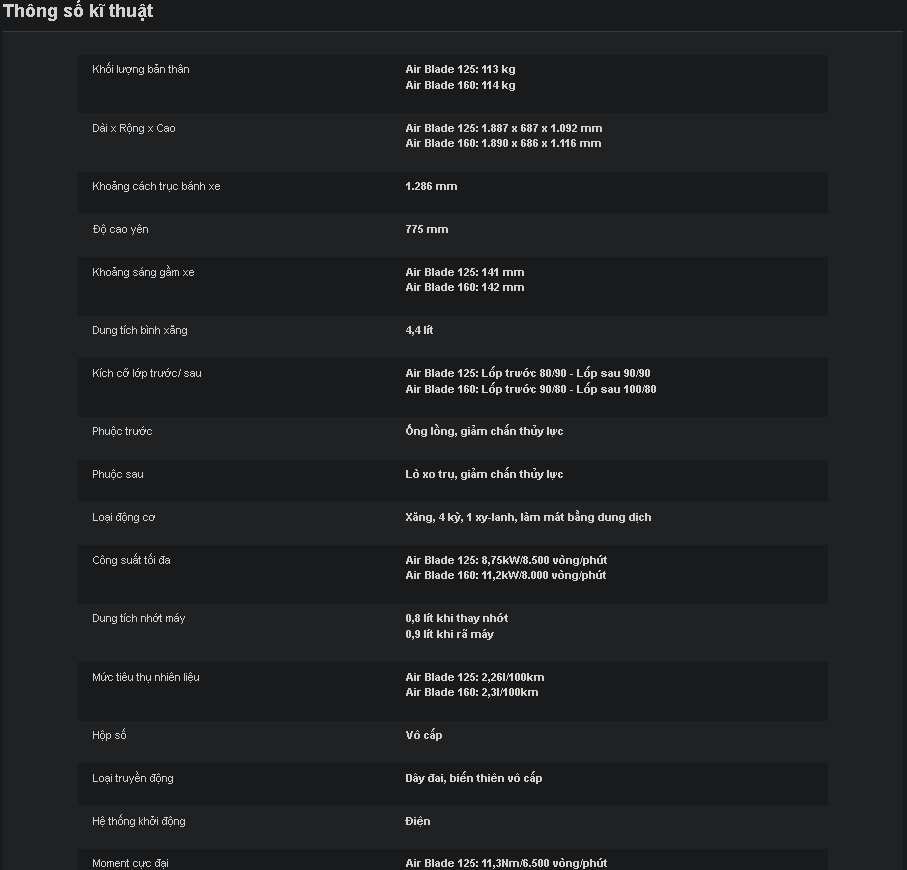 Thông số kĩ thuật
Khối lượng bản thân
Air Blade 125: 113 kg
Air Blade 160: 114 kg
Dài x Rộng x Cao
Air Blade 125: 1.887 x 687 x 1.092 mm
Air Blade 160: 1.890 x 686 x 1.116 mm
Khoảng cách trục bánh xe
1.286 mm
Độ cao yên
775 mm
Khoảng sáng gầm xe
Air Blade 125: 141 mm
Air Blade 160: 142 mm
Dung tích bình xăng
4,4 lít
Kích cỡ lớp trước/ sau
Air Blade 125: Lốp trước 80/90 - Lốp sau 90/90
Air Blade 160: Lốp trước 90/80 - Lốp sau 100/80
Phuộc trước
Ống lồng, giảm chấn thủy lực
Phuộc sau
Lò xo trụ, giảm chấn thủy lực
Loại động cơ
Xăng, 4 kỳ, 1 xy-lanh, làm mát bằng dung dịch
Công suất tối đa
Air Blade 125: 8,75kW/8.500 vòng/phút
Air Blade 160: 11,2kW/8.000 vòng/phút
Dung tích nhớt máy
0,8 lít khi thay nhớt
0,9 lít khi rã máy
Mức tiêu thụ nhiên liệu
Air Blade 125: 2,26l/100km
Air Blade 160: 2,3l/100km
Hộp số
Vô cấp
Loại truyền động
Dây đai, biến thiên vô cấp
Hệ thống khởi động
Điện
Moment cực đại
Air Blade 125: 11,3Nm/6.500 vòng/phút